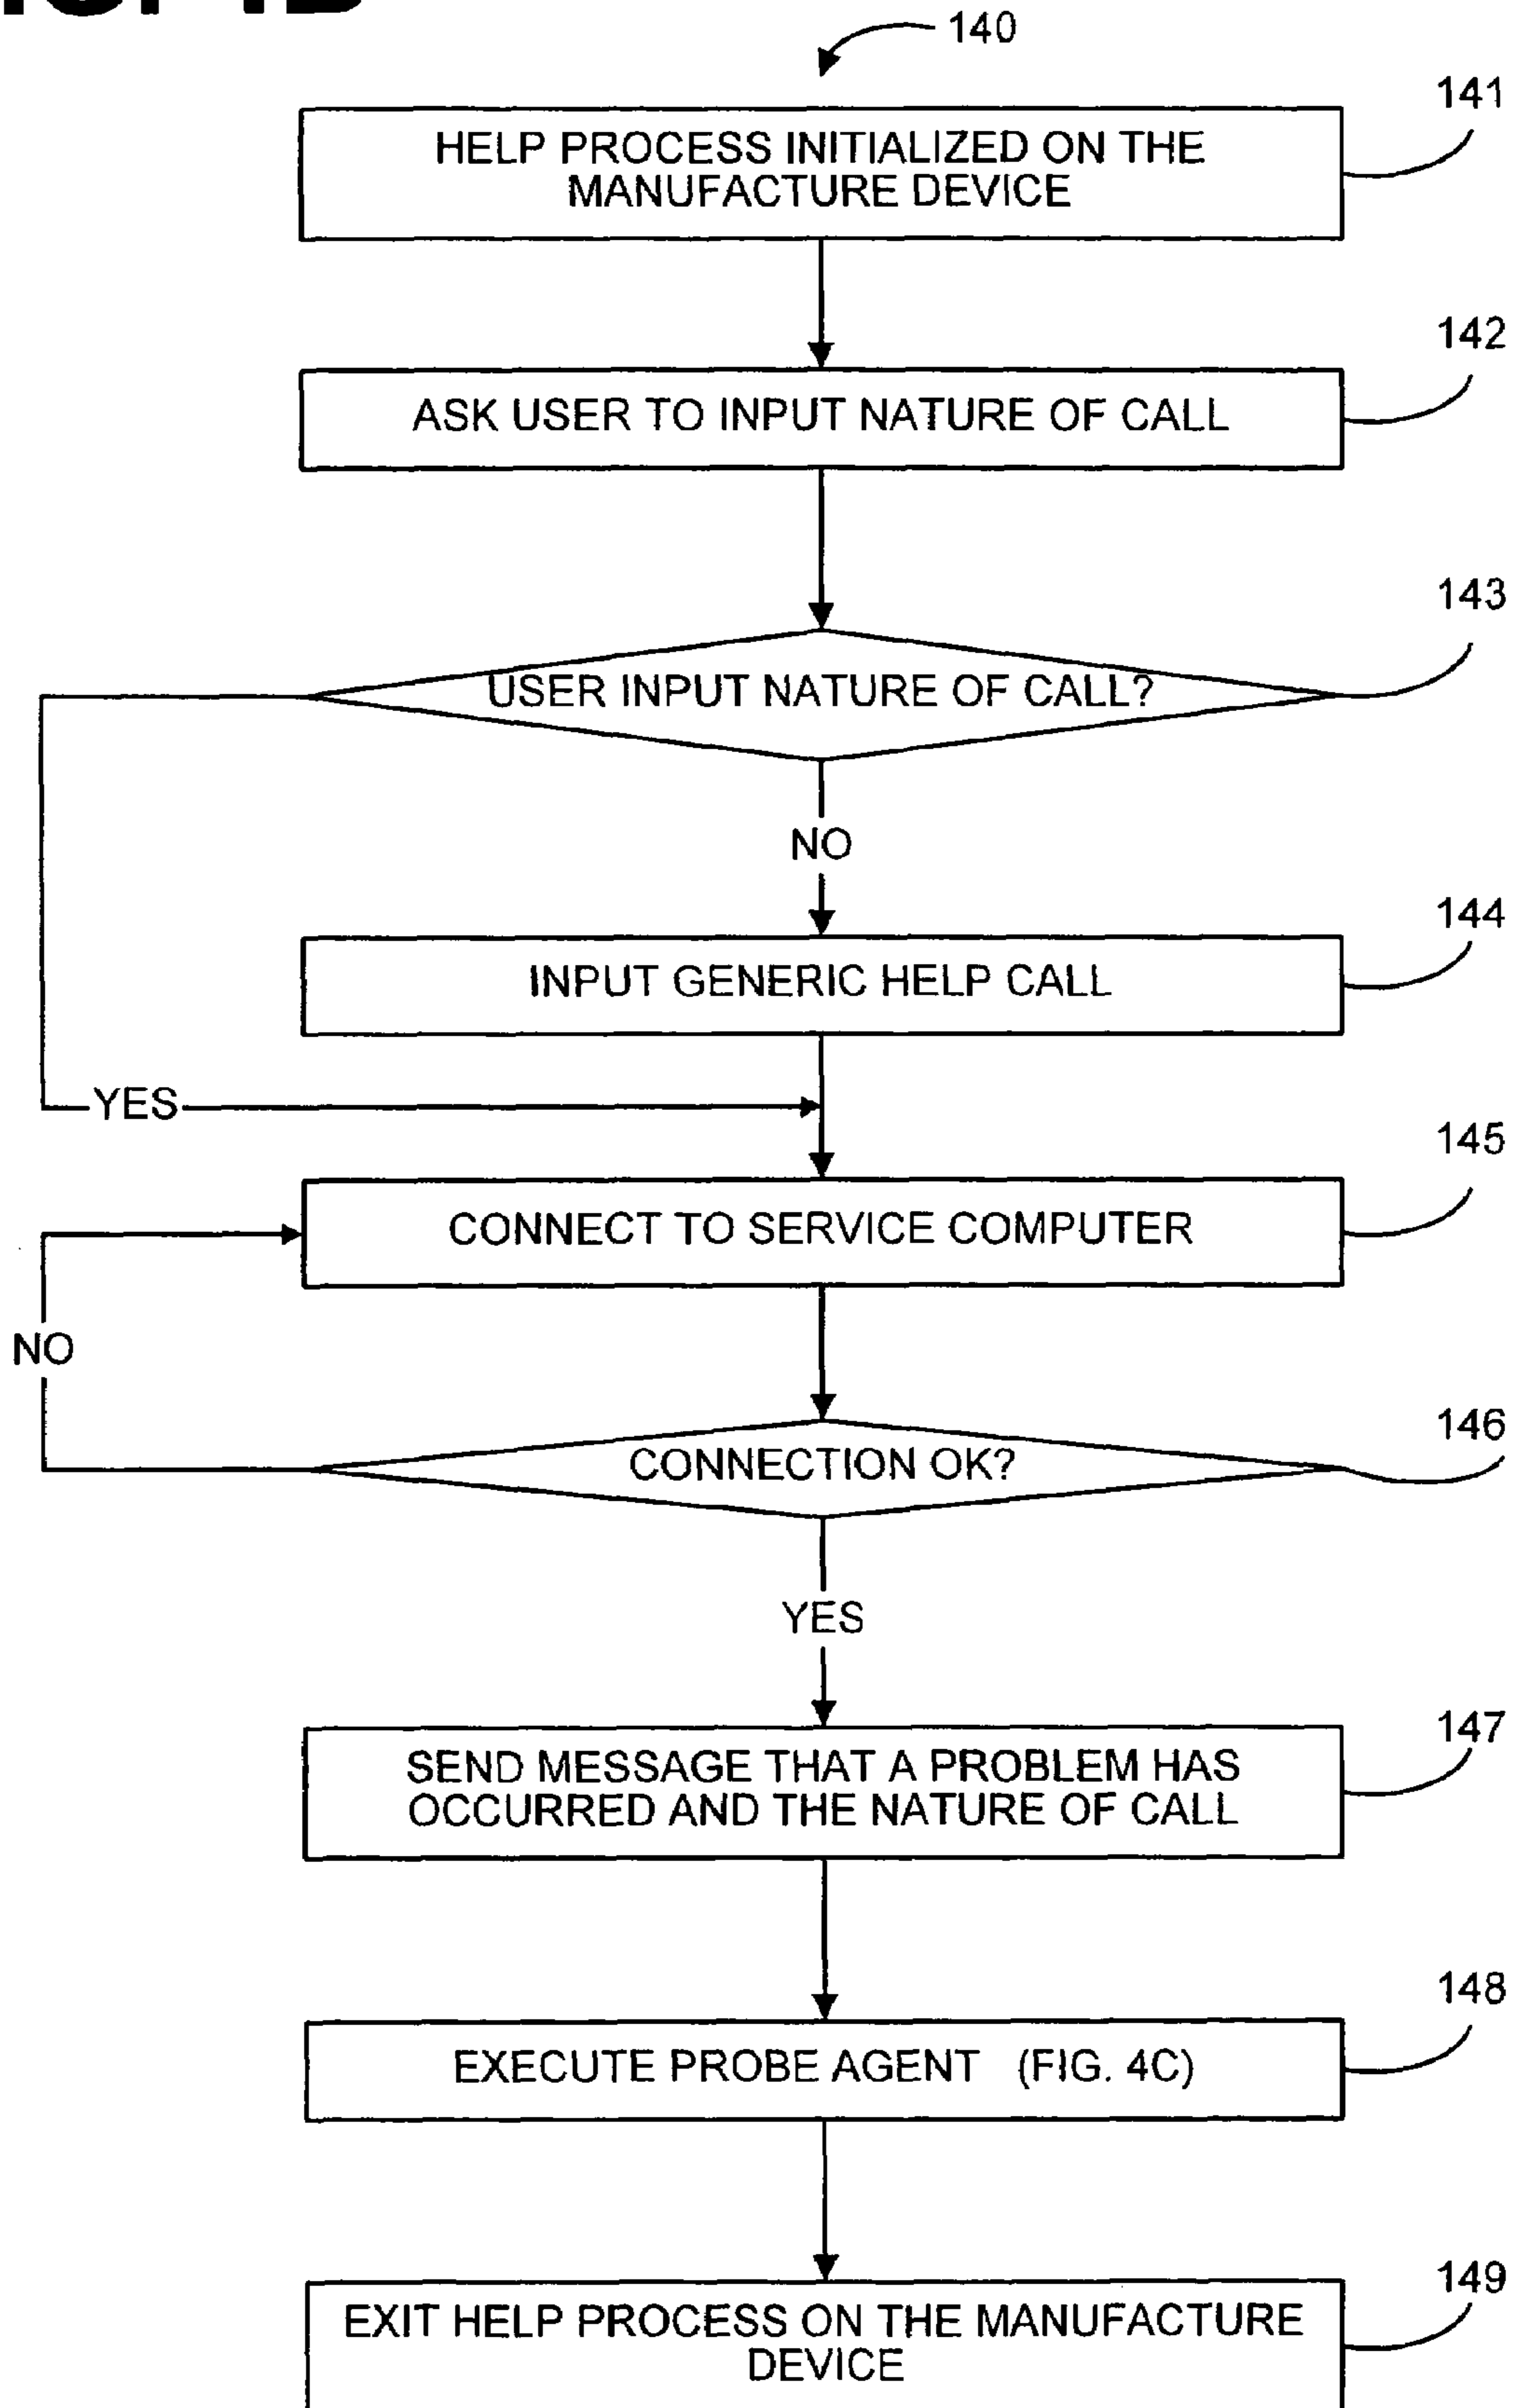 140
141
HELP PROCESS INITIALIZED ON THE
MANUFACTURE DEVICE
142
ASK USER TO INPUT NATURE OF CALL
143
USER INPUT NATURE OF CALL?
NO
144
INPUT GENERIC HELP CALL
YES
145
CONNECT TO SERVICE COMPUTER
NO
146
CONNECTION OK?
YES
147
SEND MESSAGE THAT A PROBLEM HAS
OCCURRED AND THE NATURE OF CALL
148
EXECUTE PROBE AGENT (FIG. 4C)
149
EXIT HELP PROCESS ON THE MANUFACTURE
DEVICE